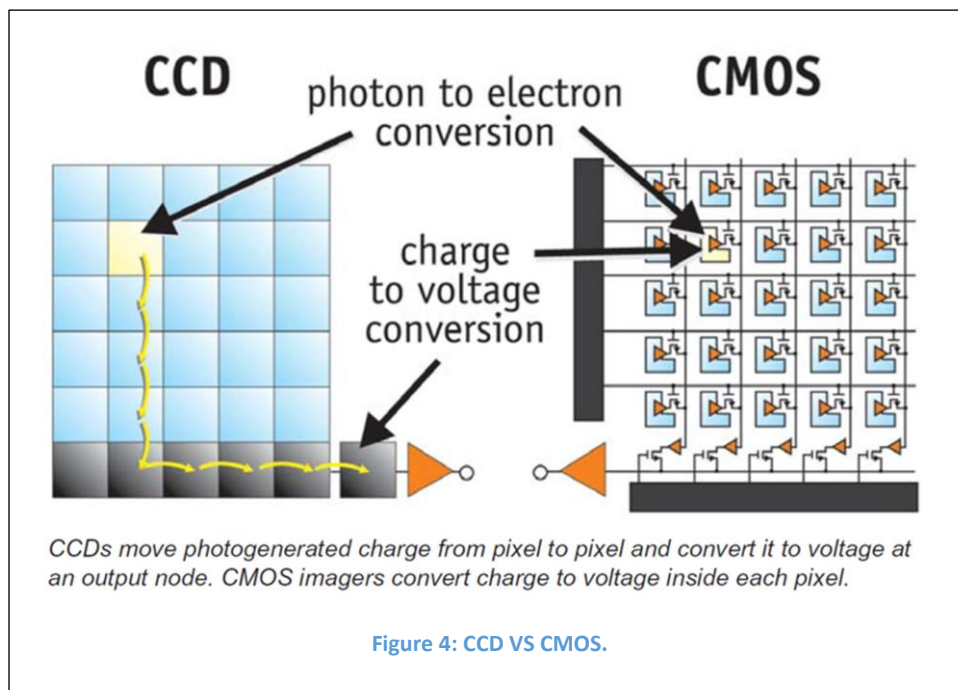 CCD
CMOS
photon to electron
conversion
charge
to voltage
conversion
CCDs move photogenerated charge from pixel to pixel and convert it to voltage at
an output node. CMOS imagers convert charge to voltage inside each pixel.
Figure 4: CCD VS CMOS.